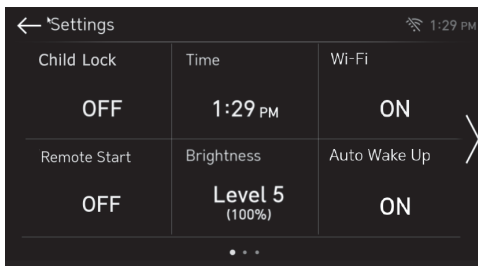 Settings
1:29 PM
Child Lock
Time
Wi-Fi
OFF
1:29 PM
ON
Remote Start
Brightness
Auto Wake Up
OFF
Level 5
(100%)
ON